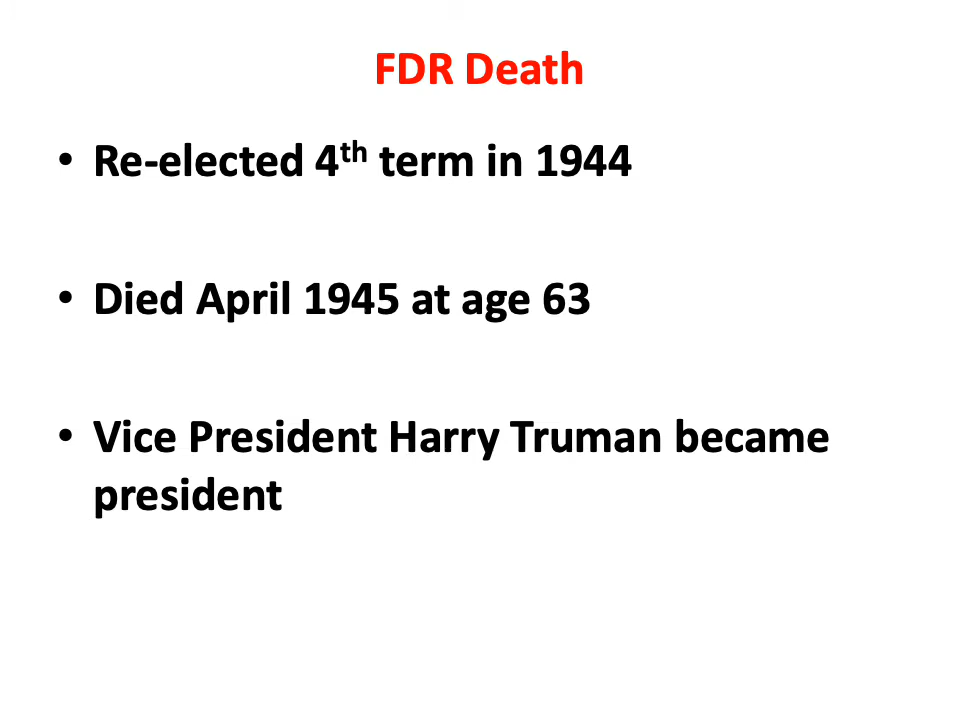 FDR Death
• Re-elected 4th term in 1944
• Died April 1945 at age 63
• Vice President Harry Truman became
president